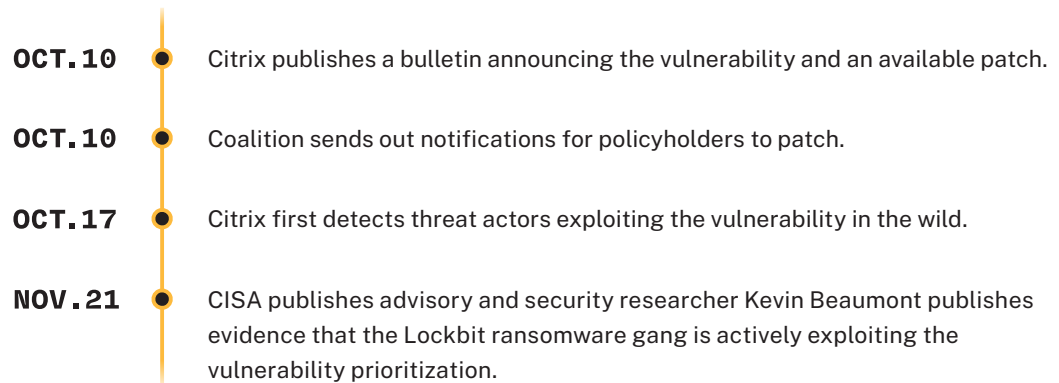 OCT.10 Citrix publishes a bulletin announcing the vulnerability and an available patch.
OCT.10 Coalition sends out notifications for policyholders to patch.
OCT.17 Citrix first detects threat actors exploiting the vulnerability in the wild.
NOV.21 CISA publishes advisory and security researcher Kevin Beaumont publishes
evidence that the Lockbit ransomware gang is actively exploiting the
vulnerability prioritization.